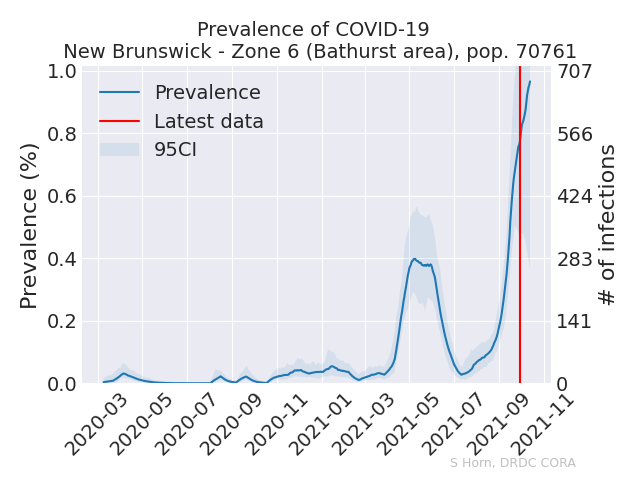 Prevalence of COVID-19
New Brunswick - Zone 6 (Bathurst area), pop. 70761
Prevalence
Latest data
95CI
Prevalence (%)
1.0
0.8
0.6
0.4
0.2
0.0
707
566
424
283
141
0
# of infections
2020-03
2020-05
2020-07
2020-09
2020-11
2021-01
2021-03
2021-05
2021-07
2021-09
2021-11
S Horn, DRDC CORA